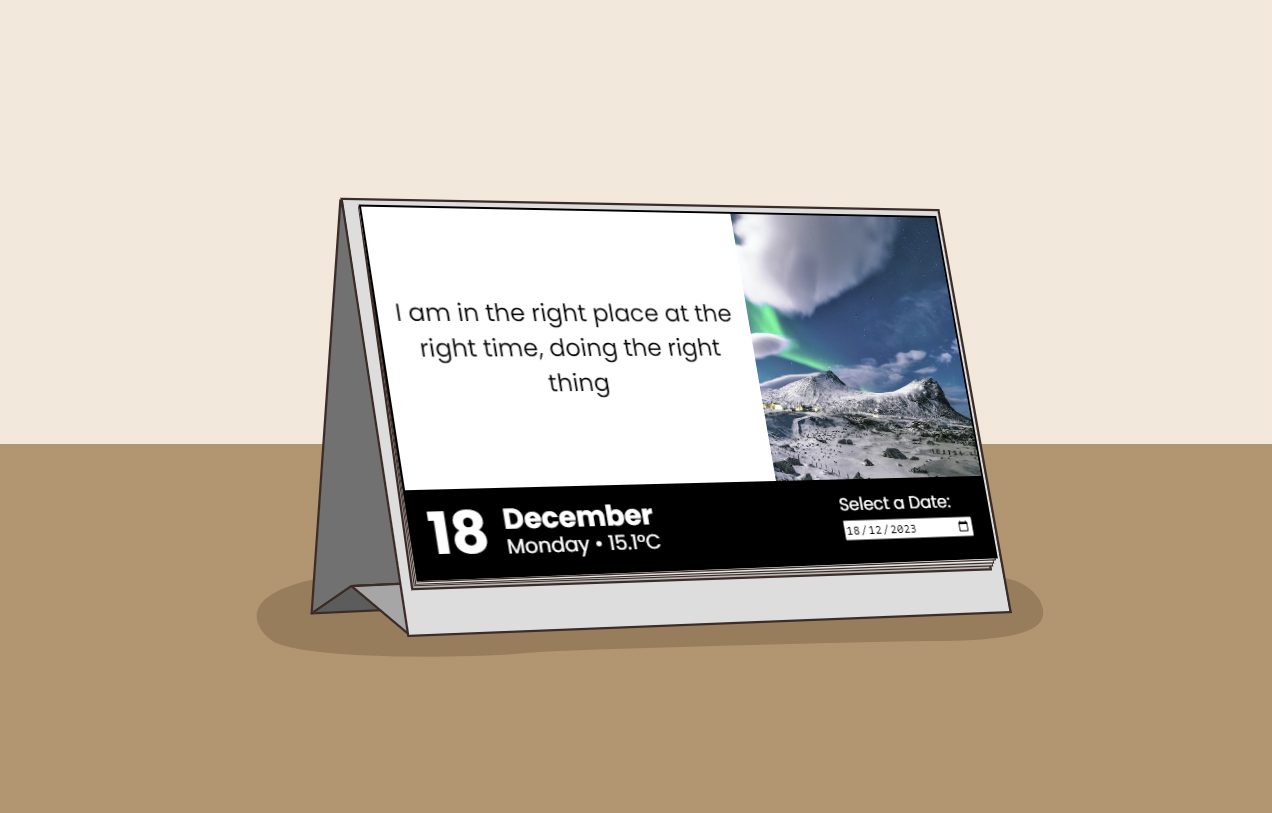 I am in the right place at the
right time, doing the right
thing
18
December
Monday • 15.1°C
Select a Date:
18/12/2023